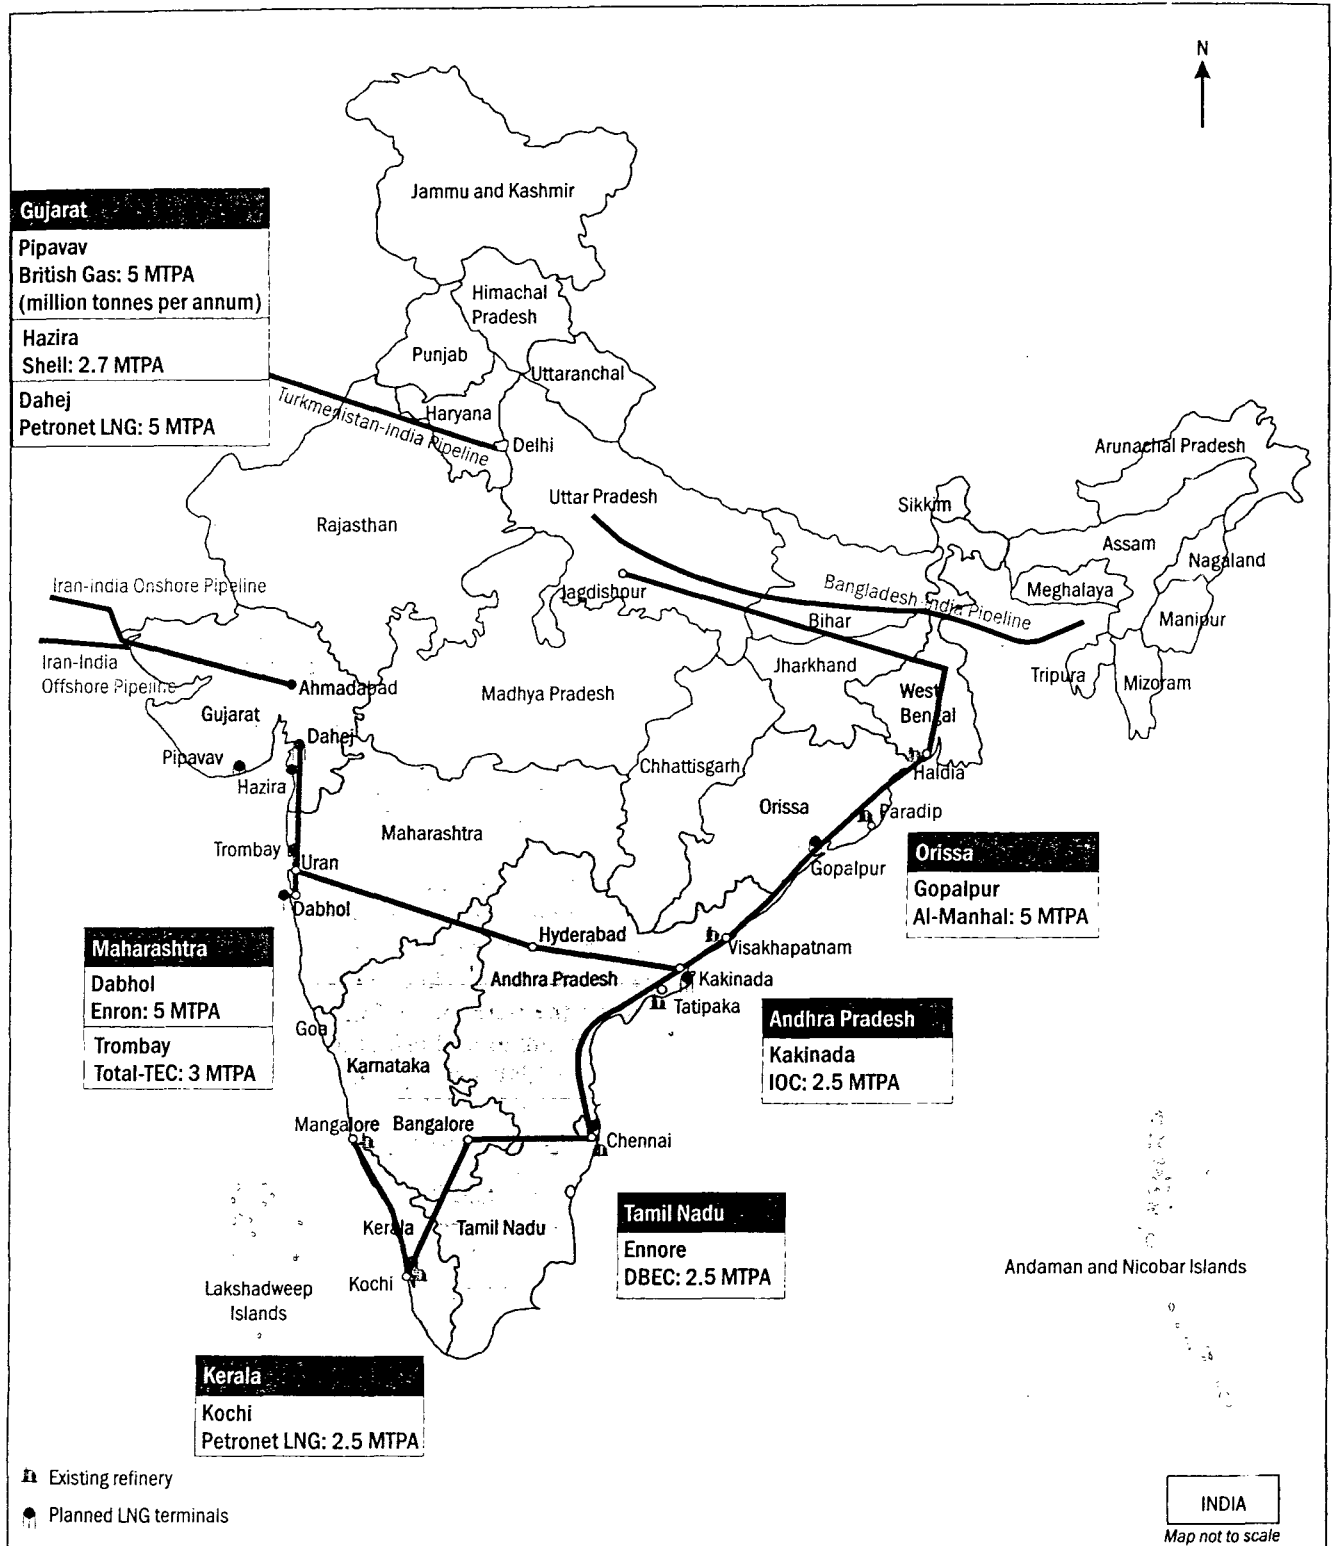 N
Jammu and Kashmir
Gujarat
Pipavav
British Gas: 5 MTPA
(million tonnes per annum)
Hazira
Shell: 2.7 MTPA
Dahej
Petronet LNG: 5 MTPA
Himachal
Pradesh
Punjab
Uttaranchal
Haryana
Turkmenistan-India Pipeline
Delhi
Arunachal Pradesh
Uttar Pradesh
Sikkim
Rajasthan
Assam
Nagaland
Iran-india Onshore Pipeline
Jagdishpur
Bangladesh-India Pipeline
Meghalaya
Bihar
Manipur
Iran-India
Offshore Pipeline
Jharkhand
Tripura
Mizoram
Ahmadabad
Madhya Pradesh
West
Bengal
Gujarat
Dahej
Pipavav
Hazira
Chhattisgarh
Haldia
Orissa
Paradip
Maharashtra
Trombay
Uran
Gopalpur
Dabhol
Orissa
Gopalpur
Al-Manhal: 5 MTPA
Maharashtra
Dabhol
Enron: 5 MTPA
Trombay
Total-TEC: 3 MTPA
Hyderabad
Visakhapatnam
Andhra Pradesh
Kakinada
Tatipaka
Goa
Andhra Pradesh
Kakinada
IOC: 2.5 MTPA
Karnataka
Mangalore
Bangalore
Chennai
Kerala
Tamil Nadu
Tamil Nadu
Ennore
DBEC: 2.5 MTPA
Kochi
Lakshadweep
Islands
Andaman and Nicobar Islands
Kerala
Kochi
Petronet LNG: 2.5 MTPA
Existing refinery
Planned LNG terminals
INDIA
Map not to scale